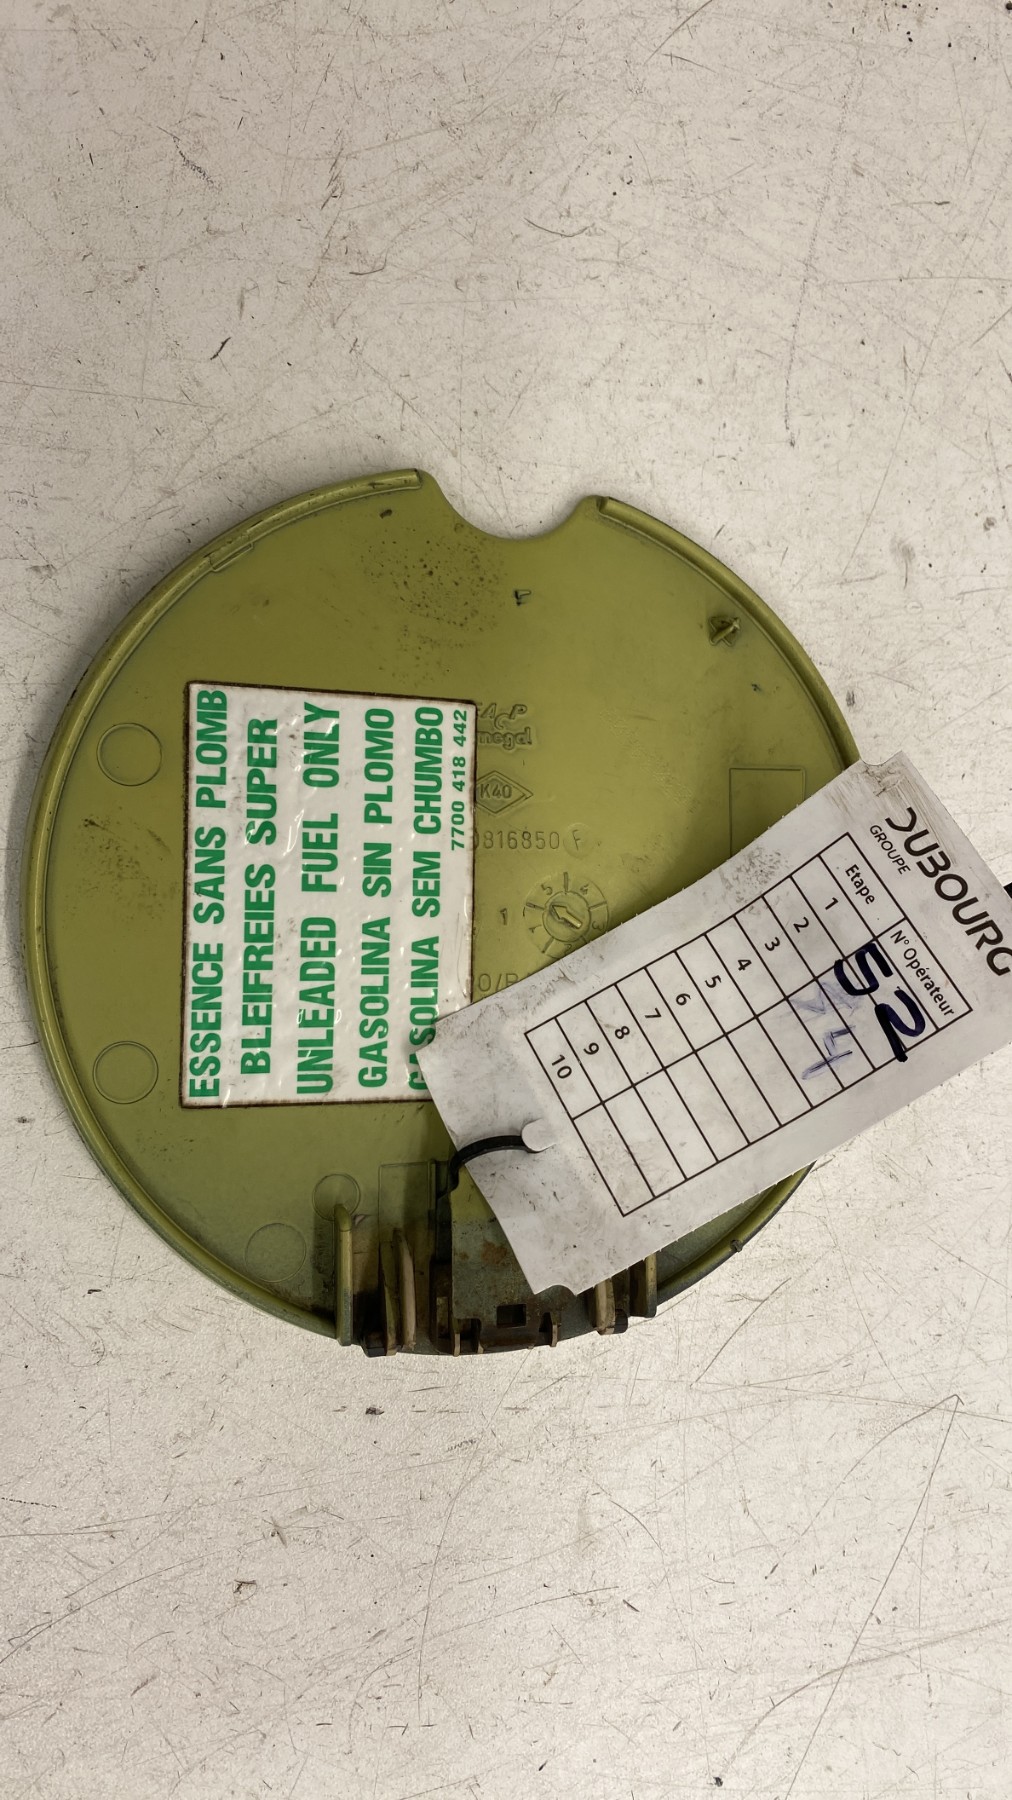 ESSENCE SANS PLOMB
BLEIFREIES SUPER
UNLEADED FUEL ONLY
GASOLINA SIN PLOMO
GASOLINA SEM CHUMBO
7700 418 442
K40
816850 F
DUBOURG
GROUPE
Etape
N° Opérateur
1
52
2
3
4
5
6
7
8
9
10